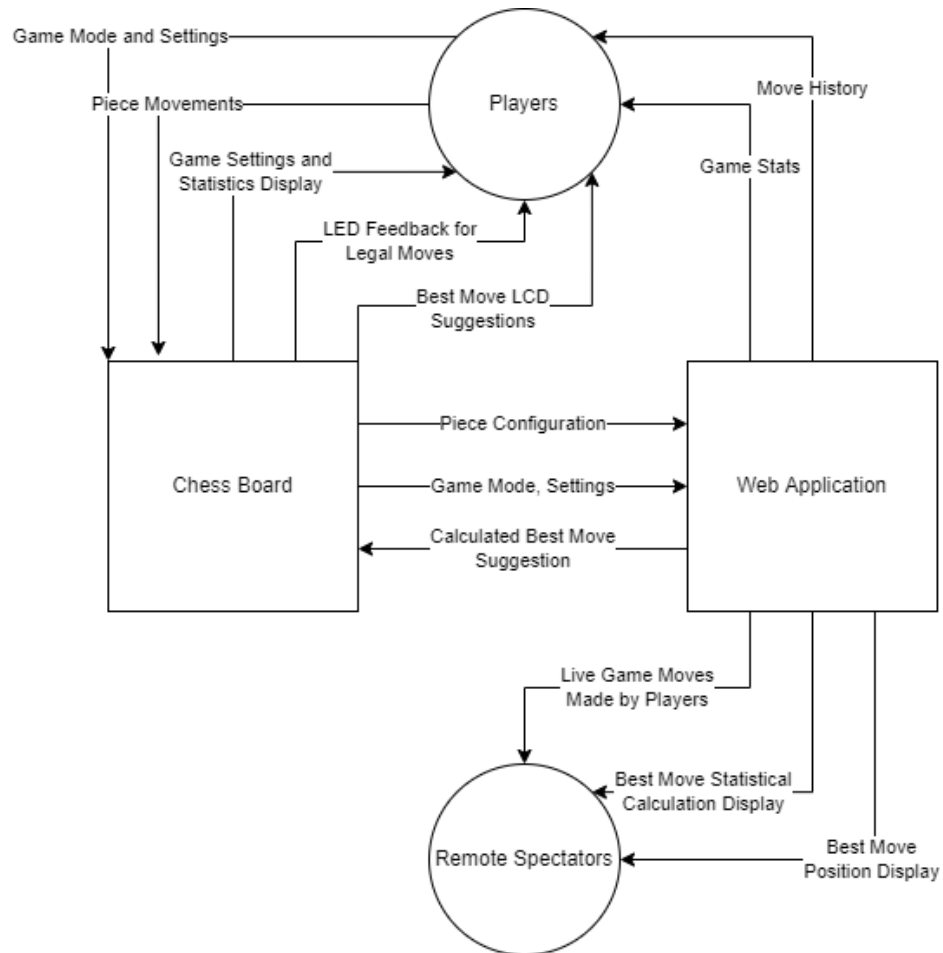 Game Mode and Settings
Players
Move History
Piece Movements
Game Settings and
Statistics Display
Game Stats
LED Feedback for
Legal Moves
Best Move LCD
Suggestions
Chess Board
Piece Configuration
Game Mode, Settings
Calculated Best Move
Suggestion
Web Application
Live Game Moves
Made by Players
Best Move Statistical
Calculation Display
Remote Spectators
Best Move
Position Display